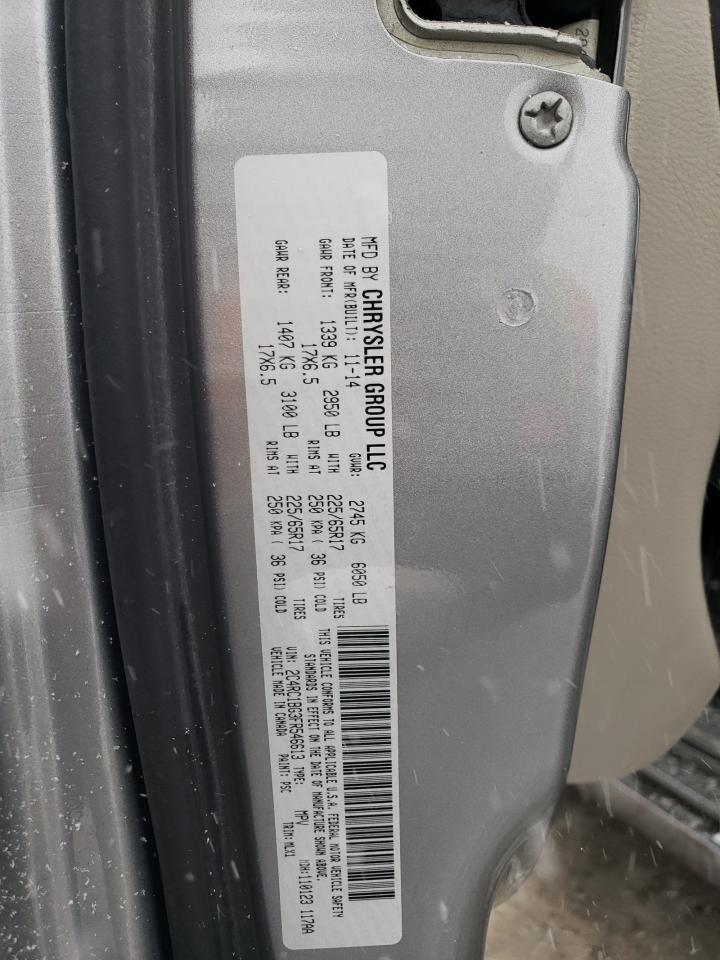 MFD BY CHRYSLER GROUP LLC
DATE OF MFR(BUILT): 11-14 GVWR: 2745 KG 6050 LB
GAWR FRONT: 1339 KG 2950 LB WITH 225/65R17 TIRES
17X6.5 RIMS AT 250 KPA ( 36 PSI) COLD
GAWR REAR: 1407 KG 3100 LB WITH 225/65R17 TIRES
17X6.5 RIMS AT 250 KPA ( 36 PSI) COLD
THIS VEHICLE CONFORMS TO ALL APPLICABLE U.S.A. FEDERAL MOTOR VEHICLE SAFETY
STANDARDS IN EFFECT ON THE DATE OF MANUFACTURE SHOWN ABOVE.
VIN: 2C4RC1BG3FR546613 TYPE: MPV MDH:110123 117AA
VEHICLE MADE IN CANADA PAINT: PSC TRIM:MLX1